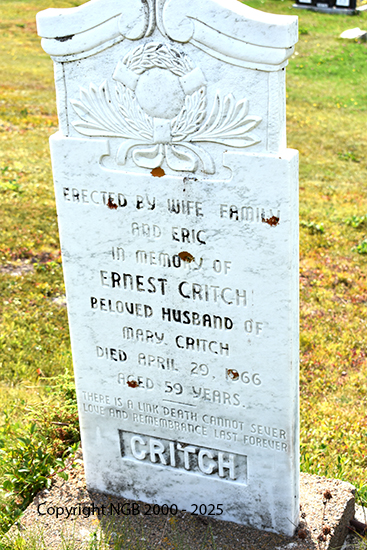 ERECTED BY WIFE FAMILY
AND ERIC
IN MEMORY OF
ERNEST CRITCH
BELOVED HUSBAND OF
MARY CRITCH
DIED APRIL 29, 1966
59 YEARS.
THERE IS A LINK DEATH CANNOT SEVER
LOVE AND REMEMBRANCE LAST FOREVER
CRITCH
Copyright NGB 2000 - 2025